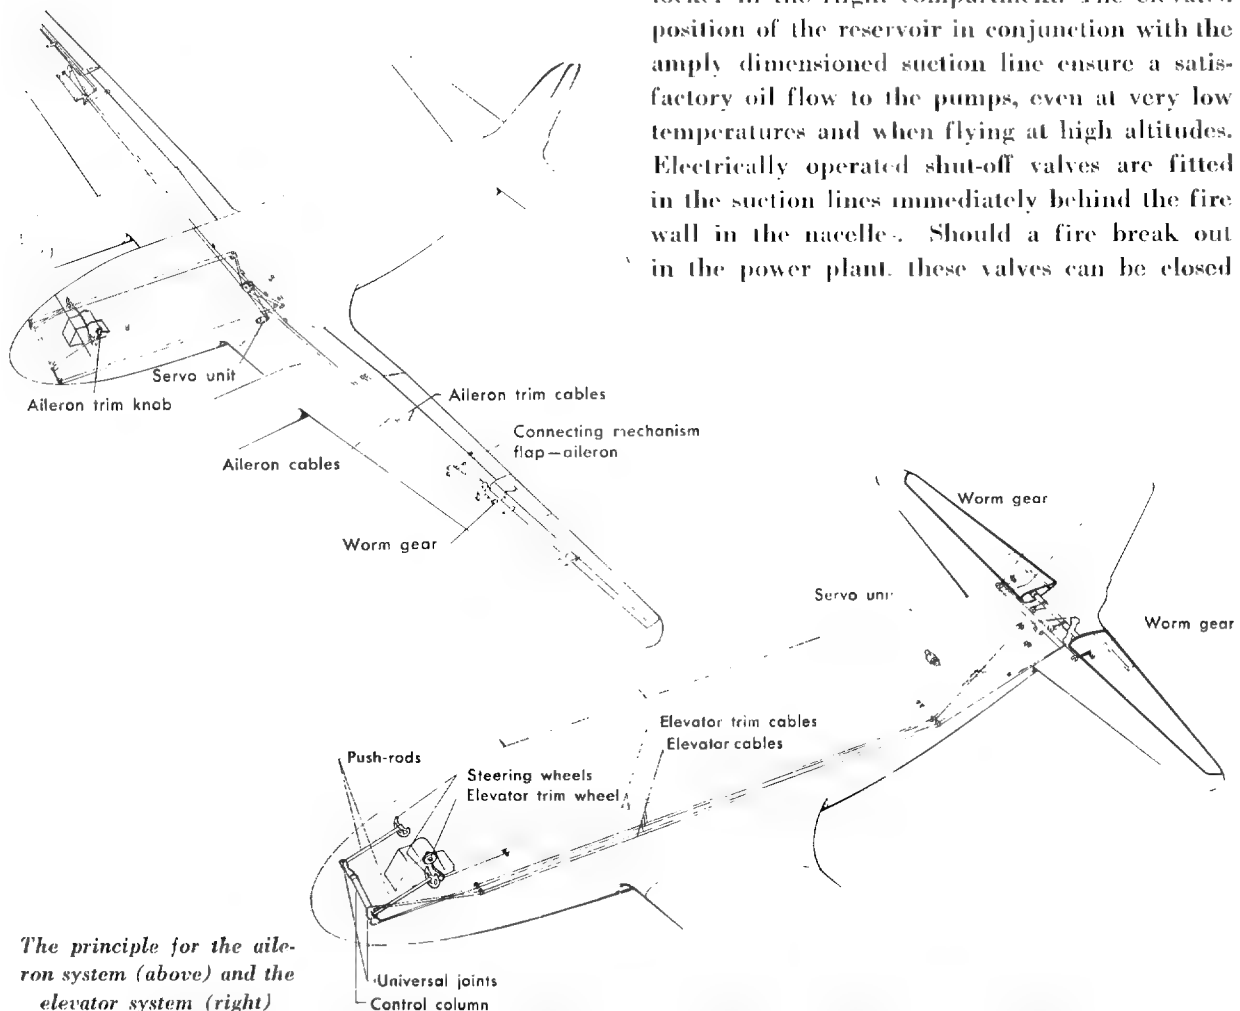 position of the reservoir in conjunction with the
amply dimensioned suction line ensure a satis-
factory oil flow to the pumps, even at very low
temperatures and when flying at high altitudes.
Electrically operated shut-off valves are fitted
in the suction lines immediately behind the fire
wall in the nacelles. Should a fire break out
in the power plant. these valves can be closed
Servo unit
Aileron trim knob
Aileron trim cables
Connecting mechanism
flap—aileron
Aileron cables
Worm gear
Worm gear
Servo unit
Worm gear
Elevator trim cables
Elevator cables
Push-rods
Steering wheels
Elevator trim wheel
Universal joints
Control column
The principle for the aile-
ron system (above) and the
elevator system (right)